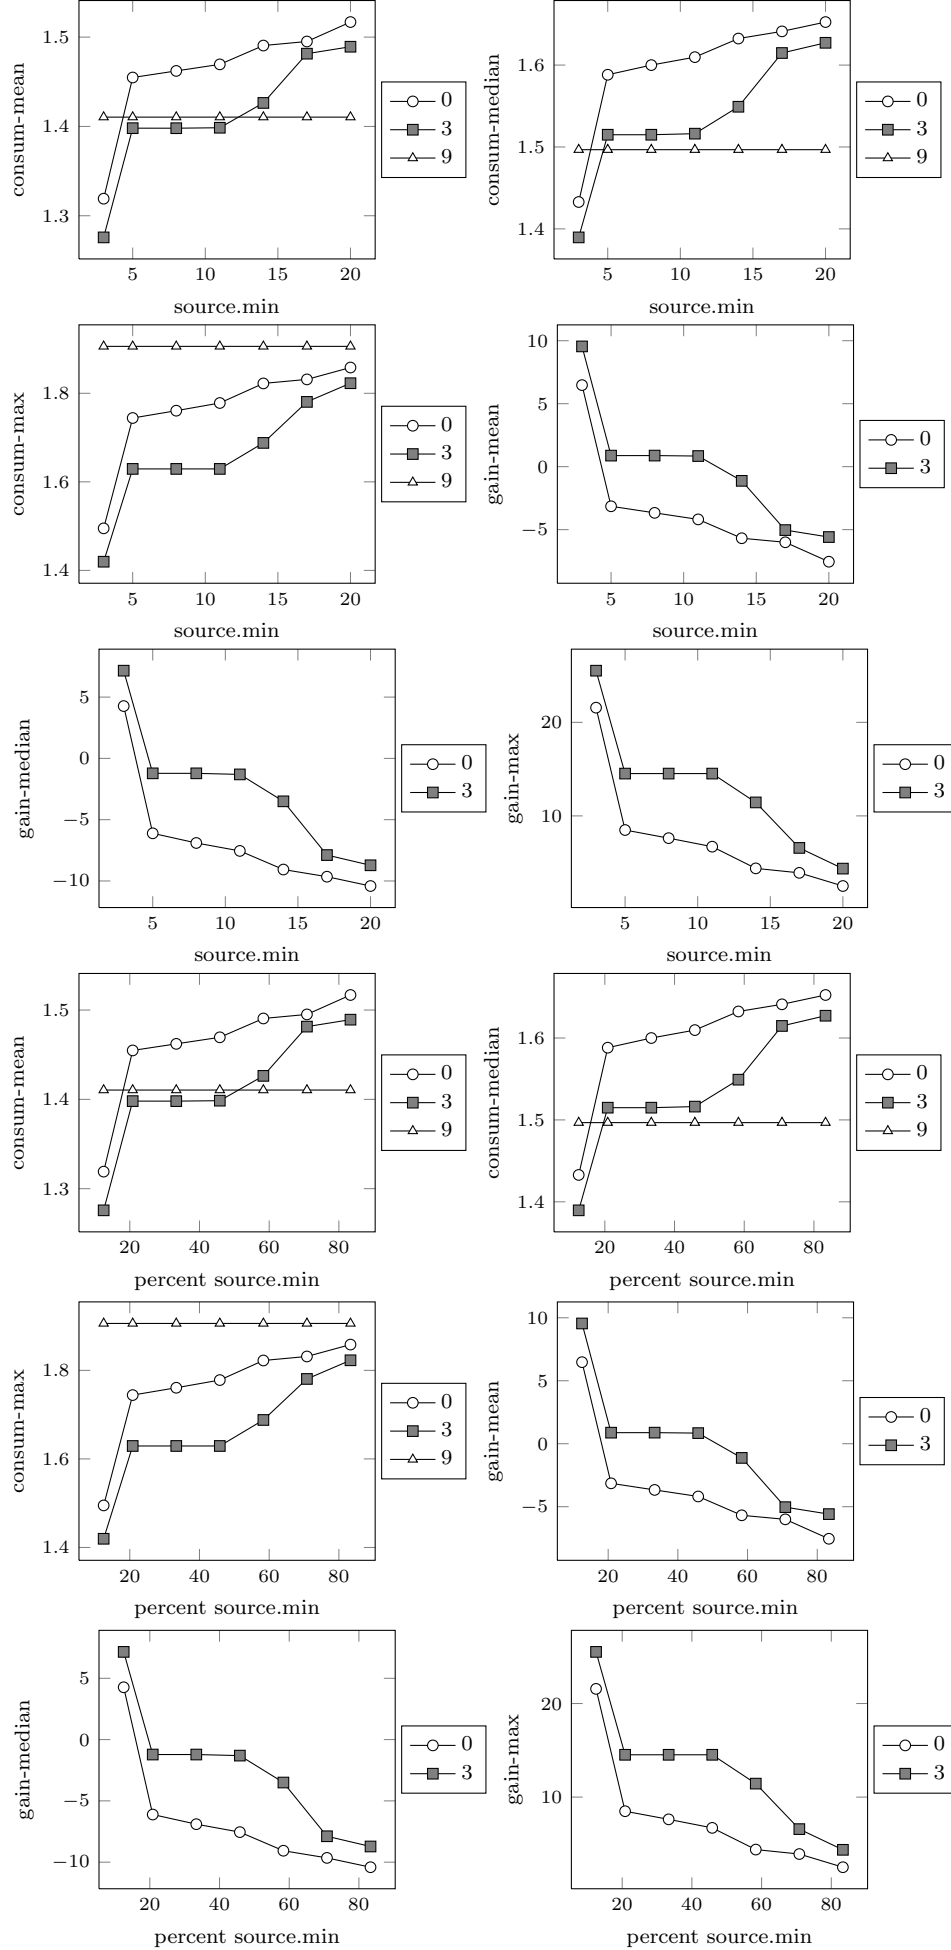 consum-mean
1.5
1.4
1.3
5 10 15 20
source.min
0
3
9
consum-median
1.6
1.5
1.4
5 10 15 20
source.min
0
3
9
consum-max
1.8
1.6
1.4
5 10 15 20
source.min
0
3
9
gain-mean
10
5
0
−5
5 10 15 20
source.min
0
3
gain-median
5
0
−5
−10
5 10 15 20
source.min
0
3
gain-max
20
10
5 10 15 20
source.min
0
3
consum-mean
1.5
1.4
1.3
20 40 60 80
percent source.min
0
3
9
consum-median
1.6
1.5
1.4
20 40 60 80
percent source.min
0
3
9
consum-max
1.8
1.6
1.4
20 40 60 80
percent source.min
0
3
9
gain-mean
10
5
0
−5
20 40 60 80
percent source.min
0
3
gain-median
5
0
−5
−10
20 40 60 80
percent source.min
0
3
gain-max
20
10
20 40 60 80
percent source.min
0
3